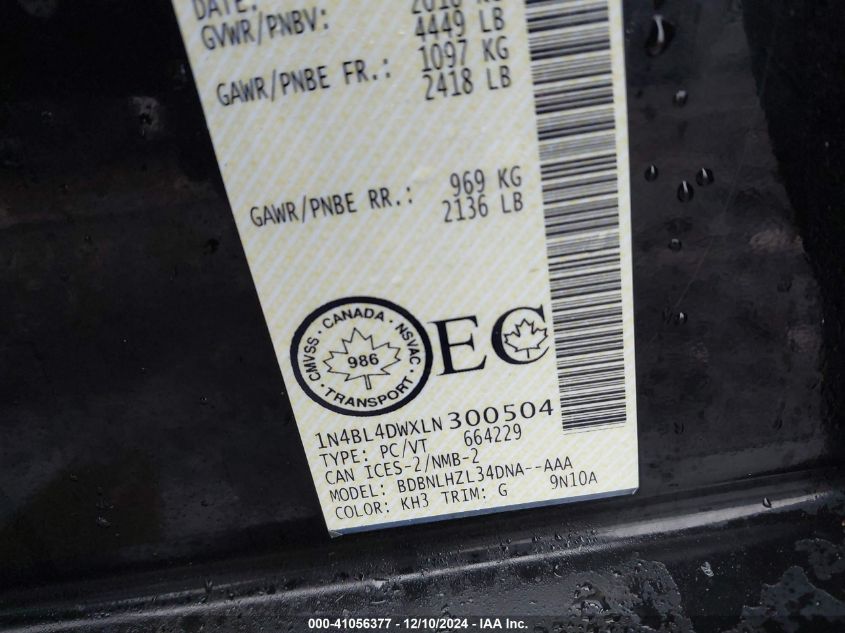 DATE:
GVWR/PNBV: 4449 LB
GAWR/PNBE FR.: 1097 KG
2418 LB
GAWR/PNBE RR.: 969 KG
2136 LB
CMVSS · CANADA · NSVAC · TRANSPORT ·
986
EC
1N4BL4DWXLN300504
TYPE: PC/VT 664229
CAN ICES-2/NMB-2
MODEL: BDBNLHZL34DNA--AAA
COLOR: KH3 TRIM: G 9N10A
000-41056377 - 12/10/2024 - IAA Inc.